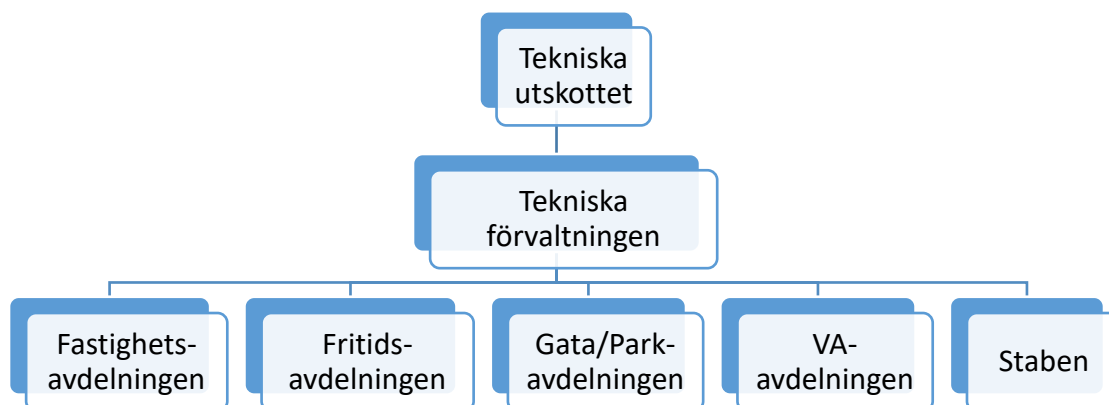 Tekniska
utskottet
Tekniska
förvaltningen
Fastighets-
avdelningen
Fritids-
avdelningen
Gata/Park-
avdelningen
VA-
avdelningen
Staben